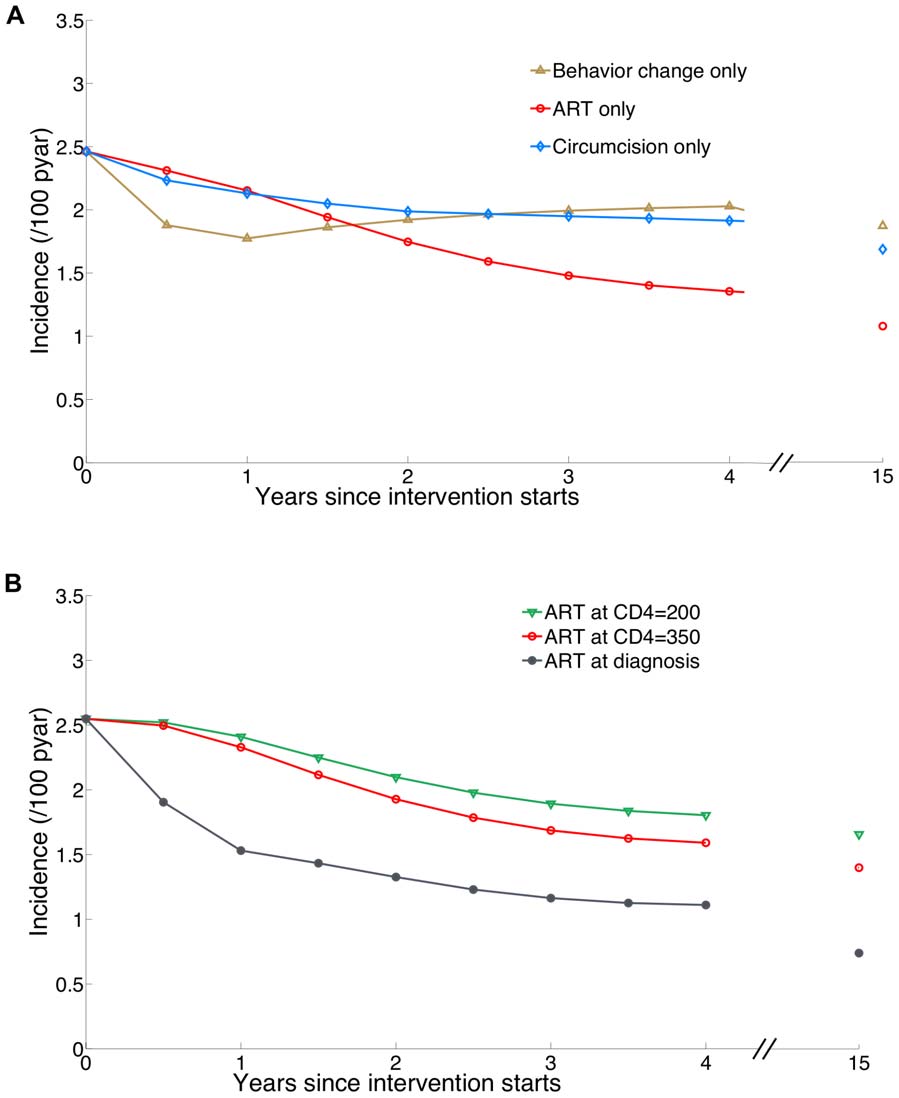 A
3.5
3
2.5
2
1.5
1
0.5
0
Incidence (/100 pyar)
Behavior change only
ART only
Circumcision only
0 1 2 3 4 15
Years since intervention starts
B
3.5
3
2.5
2
1.5
1
0.5
0
Incidence (/100 pyar)
ART at CD4=200
ART at CD4=350
ART at diagnosis
0 1 2 3 4 15
Years since intervention starts